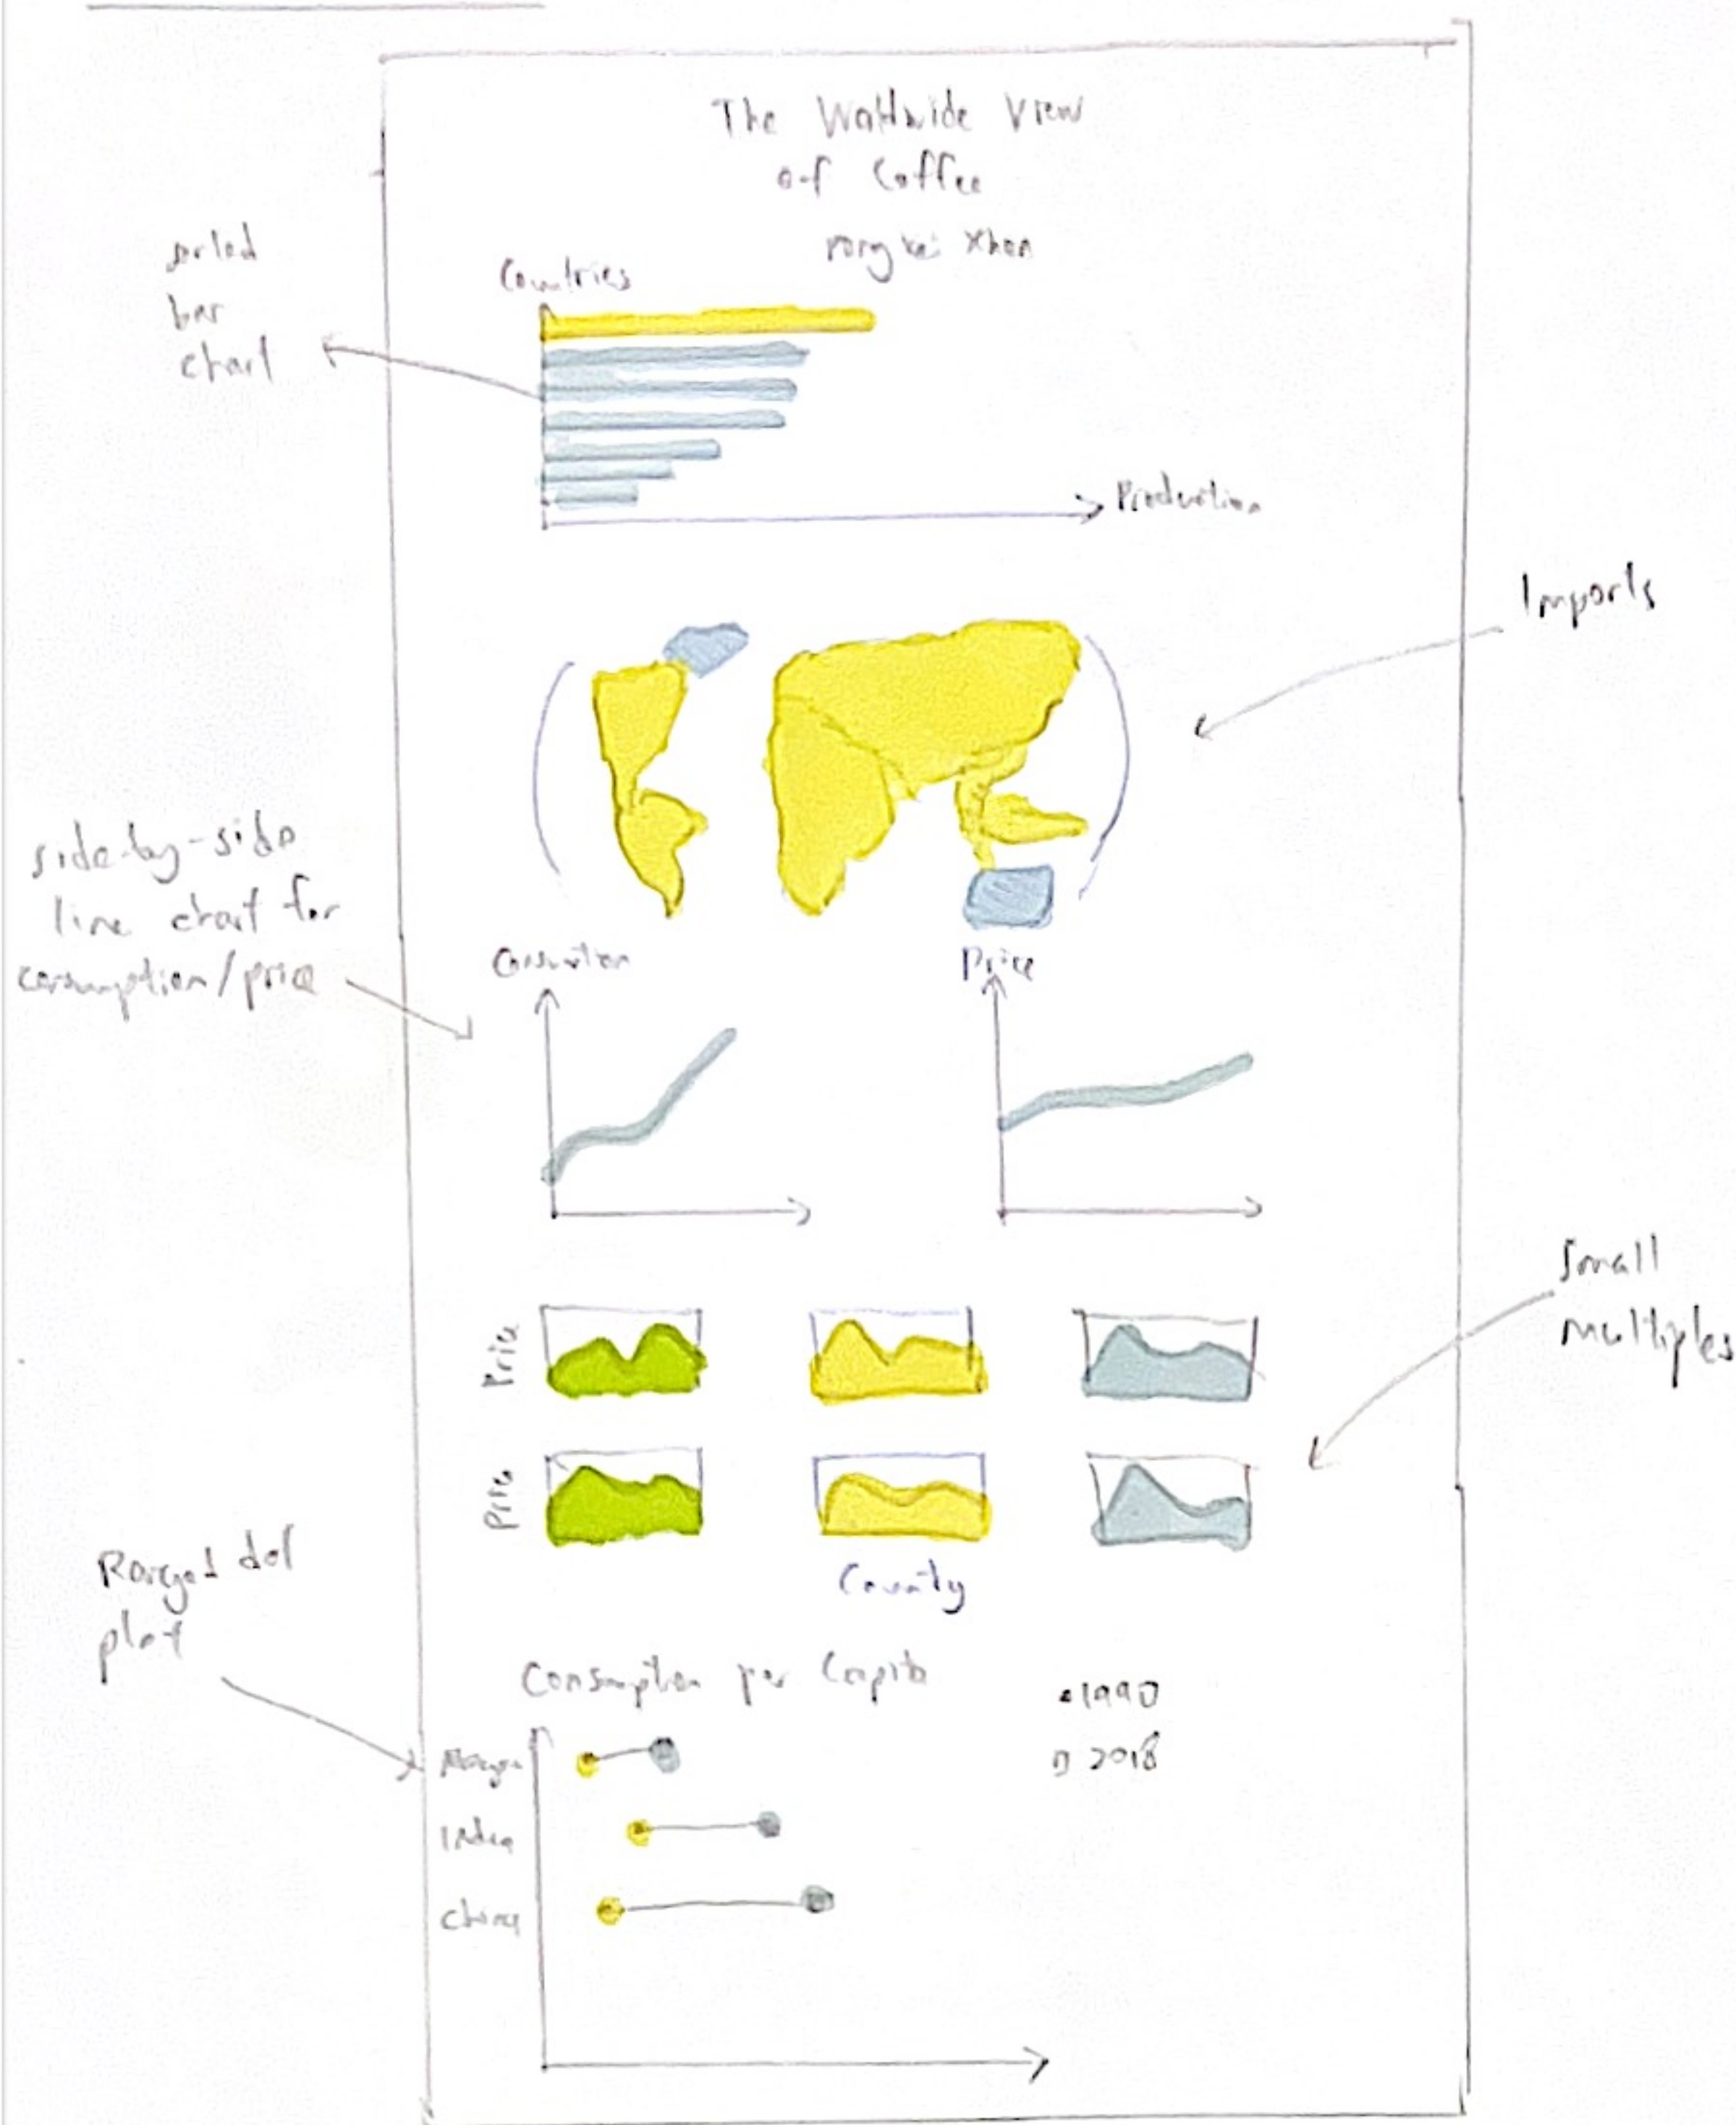 The Worldwide View
of Coffee
sorted
bar
chart
Countries
Production
Imports
side-by-side
line chart for
consumption/price
Price
Small
multiples
Price
Price
Ranged dot
plot
Consumption per Capita
1990
2018
India
China